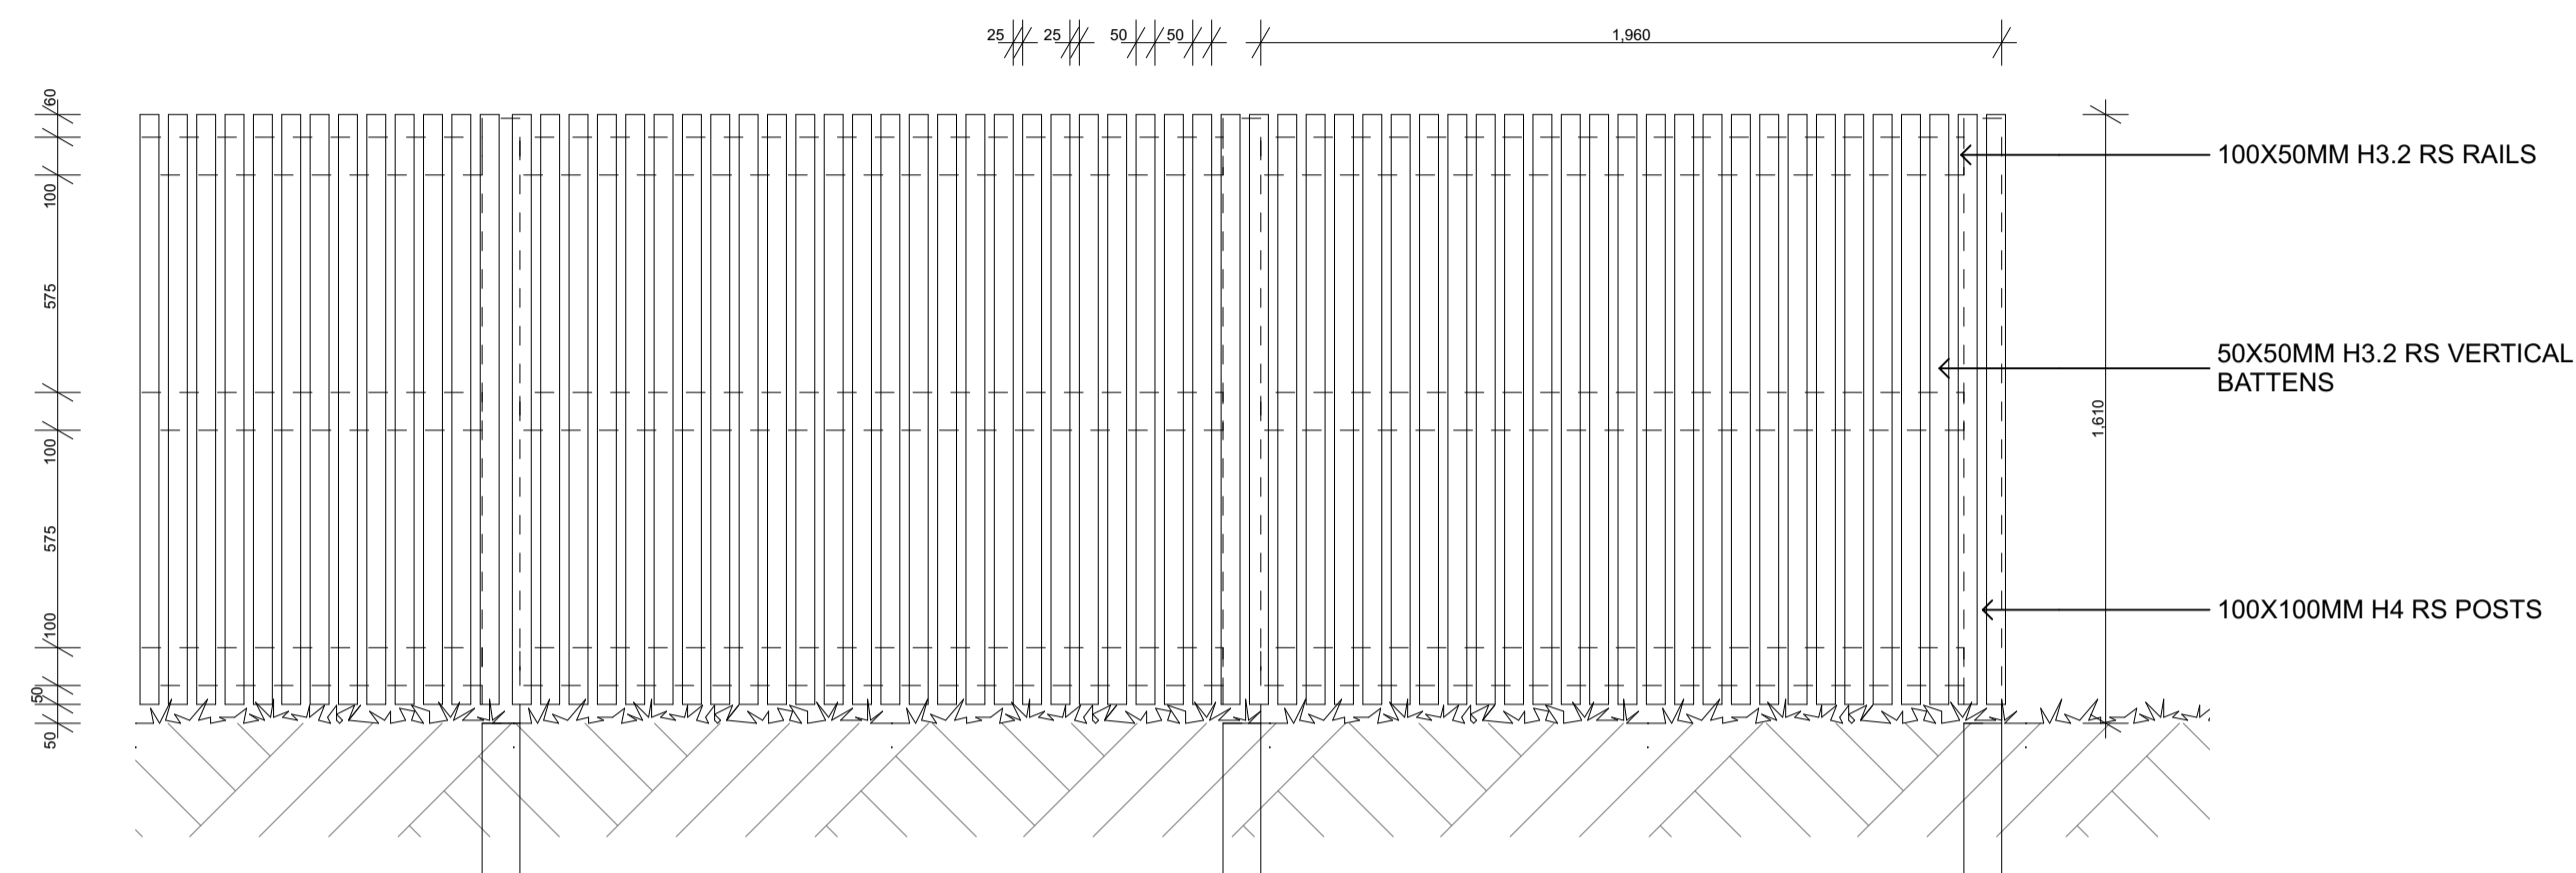 25 25 50 50 1,960
60
100
575
100
575
100
50
50
100X50MM H3.2 RS RAILS
50X50MM H3.2 RS VERTICAL
BATTENS
1,610
100X100MM H4 RS POSTS